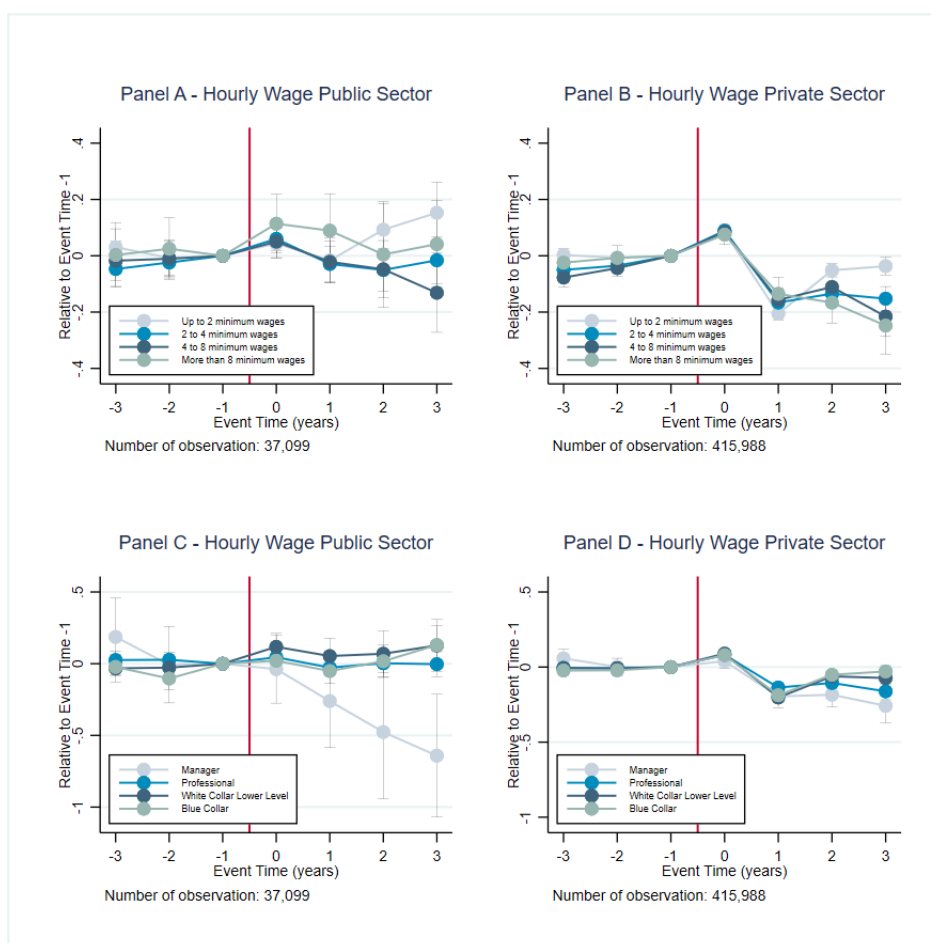 Panel A - Hourly Wage Public Sector
Relative to Event Time -1
.4
.2
0
-.2
-.4
Up to 2 minimum wages
2 to 4 minimum wages
4 to 8 minimum wages
More than 8 minimum wages
-3 -2 -1 0 1 2 3
Event Time (years)
Number of observation: 37,099
Panel B - Hourly Wage Private Sector
Relative to Event Time -1
.4
.2
0
-.2
-.4
Up to 2 minimum wages
2 to 4 minimum wages
4 to 8 minimum wages
More than 8 minimum wages
-3 -2 -1 0 1 2 3
Event Time (years)
Number of observation: 415,988
Panel C - Hourly Wage Public Sector
Relative to Event Time -1
.5
0
-.5
-1
Manager
Professional
White Collar Lower Level
Blue Collar
-3 -2 -1 0 1 2 3
Event Time (years)
Number of observation: 37,099
Panel D - Hourly Wage Private Sector
Relative to Event Time -1
.5
0
-.5
-1
Manager
Professional
White Collar Lower Level
Blue Collar
-3 -2 -1 0 1 2 3
Event Time (years)
Number of observation: 415,988